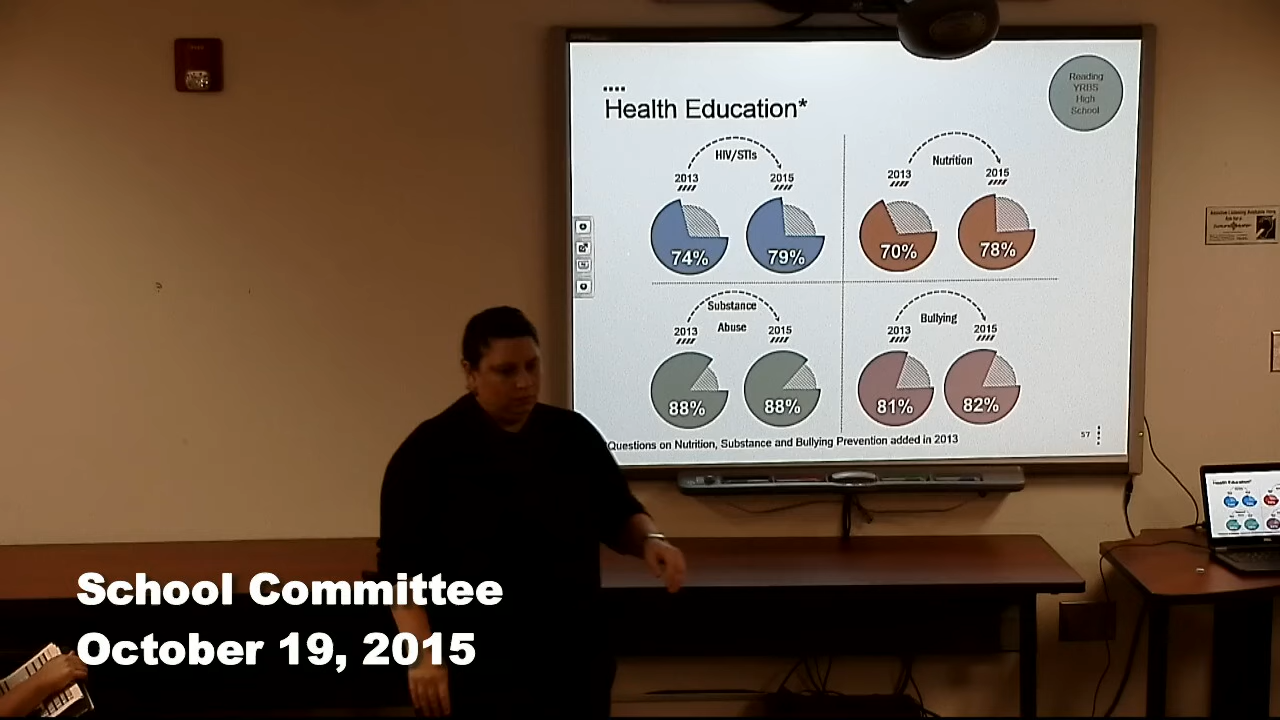 Health Education*
Reading
YRBS
High
School
HIV/STIs
2013
2015
74%
79%
Nutrition
2013
2015
70%
78%
Substance
Abuse
2013
2015
88%
88%
Bullying
2013
2015
81%
82%
Questions on Nutrition, Substance and Bullying Prevention added in 2013
57
Health Education*
School Committee
October 19, 2015